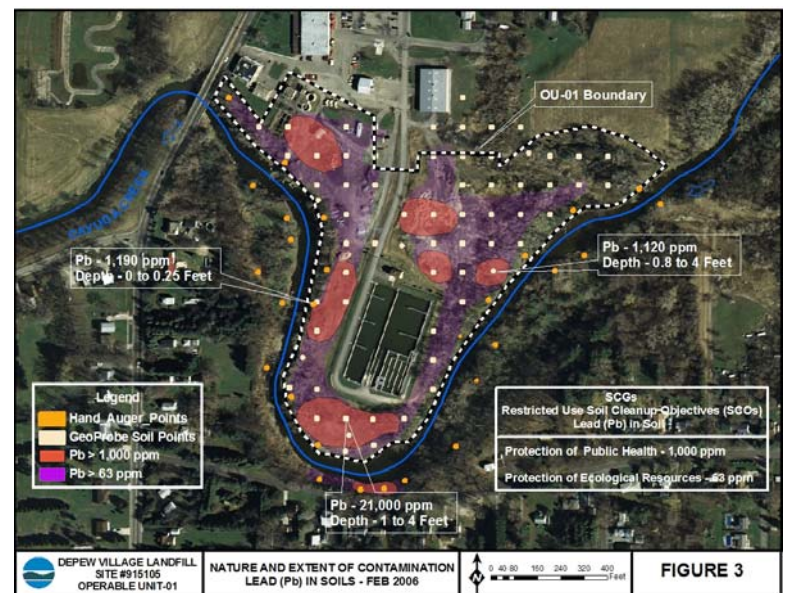 OU-01 Boundary
CAYUGA CREEK
Pb - 1,190 ppm
Depth - 0 to 0.25 Feet
Pb - 1,120 ppm
Depth - 0.8 to 4 Feet
Legend
Hand_Auger_Points
GeoProbe Soil Points
Pb > 1,000 ppm
Pb > 63 ppm
SCGs
Restricted Use Soil Cleanup Objectives (SCOs)
Lead (Pb) in Soil
Protection of Public Health - 1,000 ppm
Protection of Ecological Resources - 63 ppm
Pb - 21,000 ppm
Depth - 1 to 4 Feet
DEPEW VILLAGE LANDFILL
SITE #915105
OPERABLE UNIT-01
NATURE AND EXTENT OF CONTAMINATION
LEAD (Pb) IN SOILS - FEB 2006
N
0 40 80 160 240 320 400
Feet
FIGURE 3